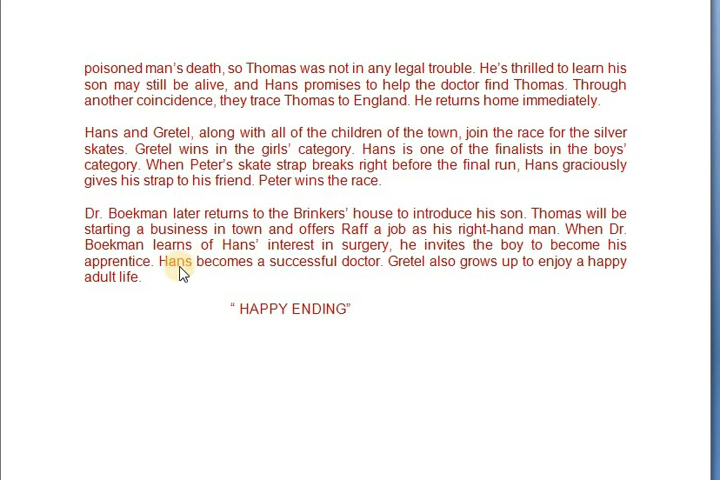 poisoned man's death, so Thomas was not in any legal trouble. He's thrilled to learn his
son may still be alive, and Hans promises to help the doctor find Thomas. Through
another coincidence, they trace Thomas to England. He returns home immediately.
Hans and Gretel, along with all of the children of the town, join the race for the silver
skates. Gretel wins in the girls' category. Hans is one of the finalists in the boys'
category. When Peter's skate strap breaks right before the final run, Hans graciously
gives his strap to his friend. Peter wins the race.
Dr. Boekman later returns to the Brinkers' house to introduce his son. Thomas will be
starting a business in town and offers Raff a job as his right-hand man. When Dr.
Boekman learns of Hans' interest in surgery, he invites the boy to become his
apprentice. Hans becomes a successful doctor. Gretel also grows up to enjoy a happy
adult life.
“ HAPPY ENDING”